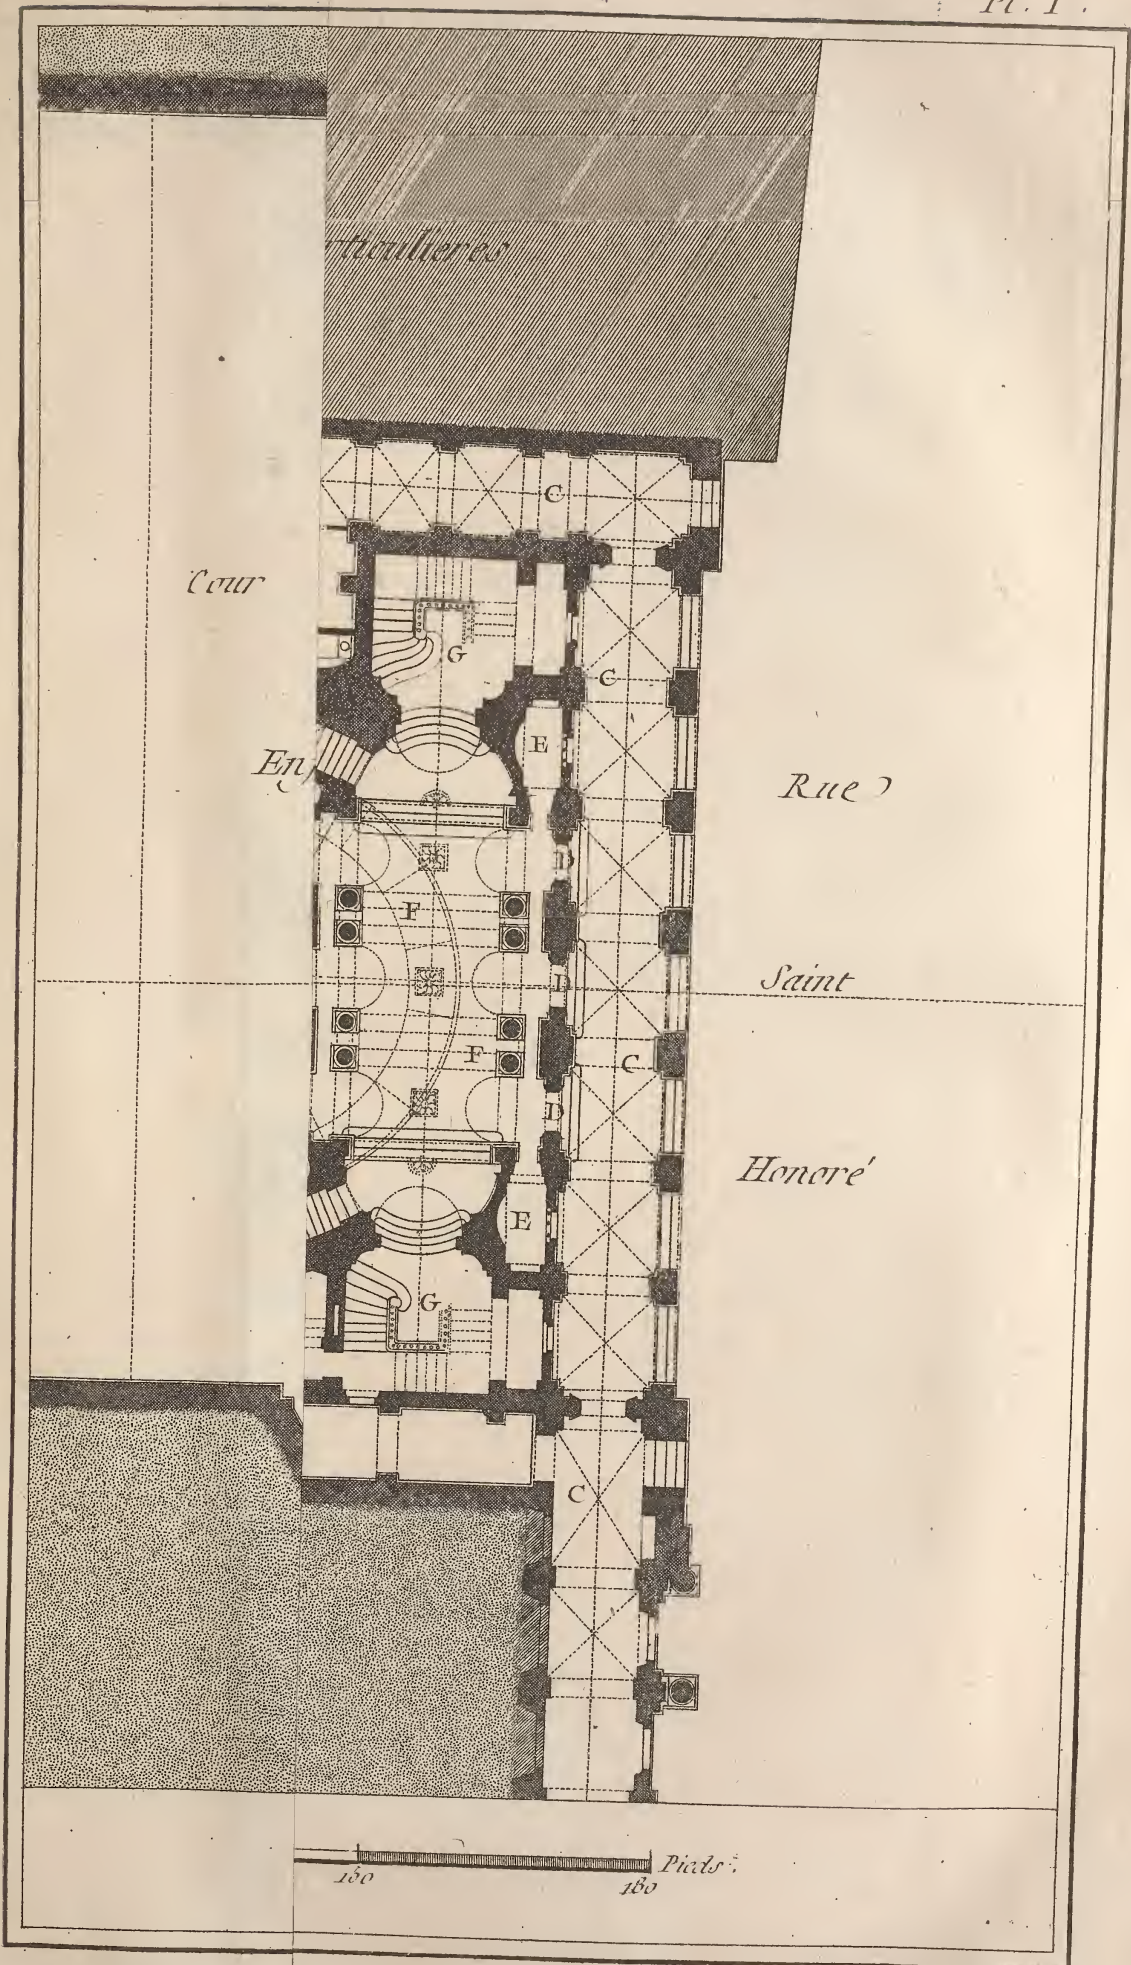 Pl. I.
rticulieres
C
Cour
G
C
E
En
Rue
D
F
D
Saint
F
C
D
Honoré
E
G
C
150
180
Pieds.